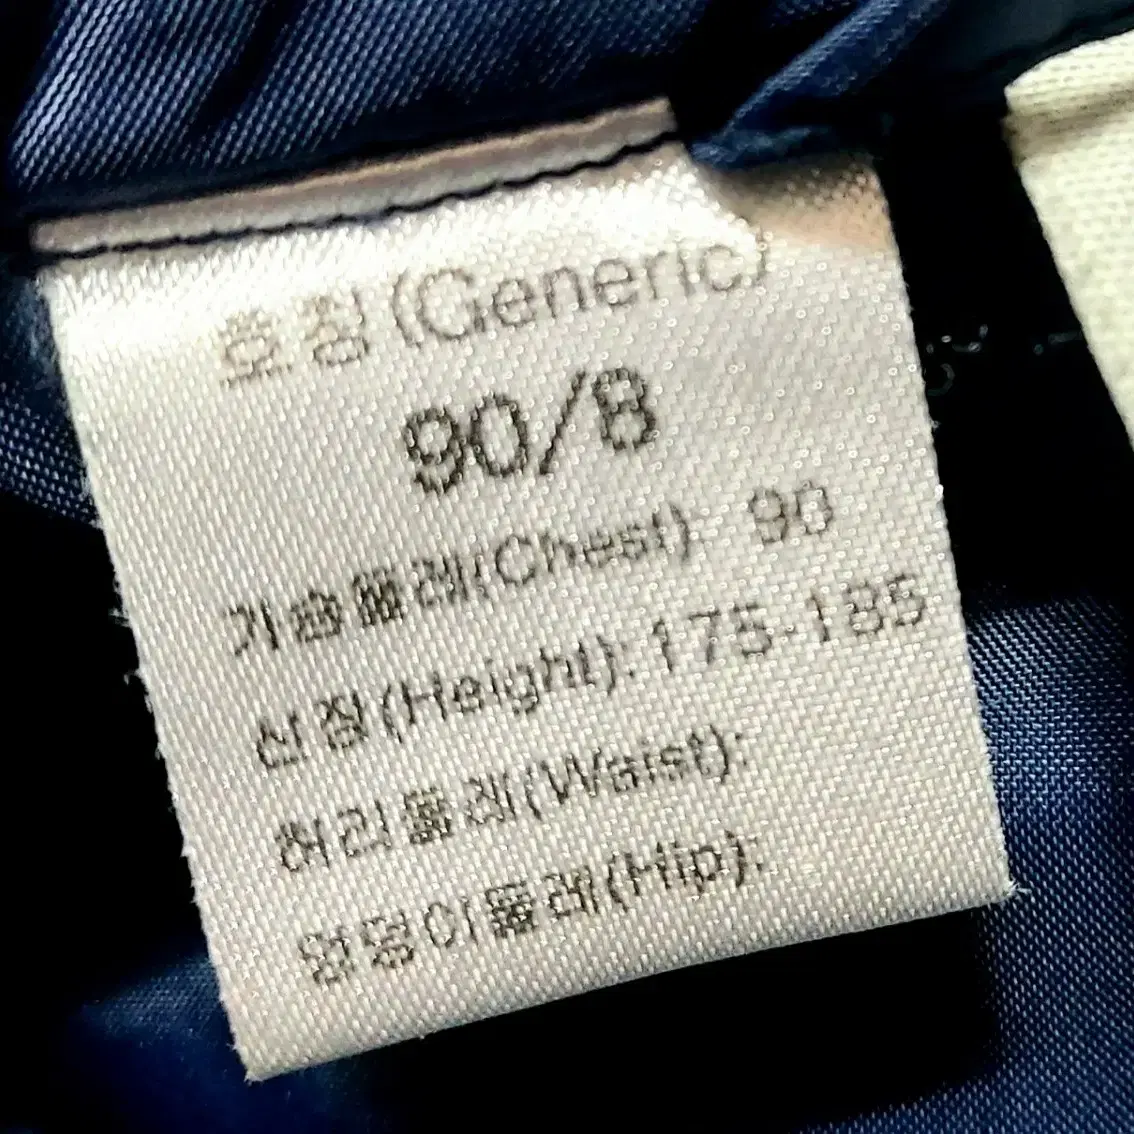 호칭(Generic)
90/8
가슴둘레(Chest): 90
신장(Height): 175-185
허리둘레(Waist):
엉덩이둘레(Hip):